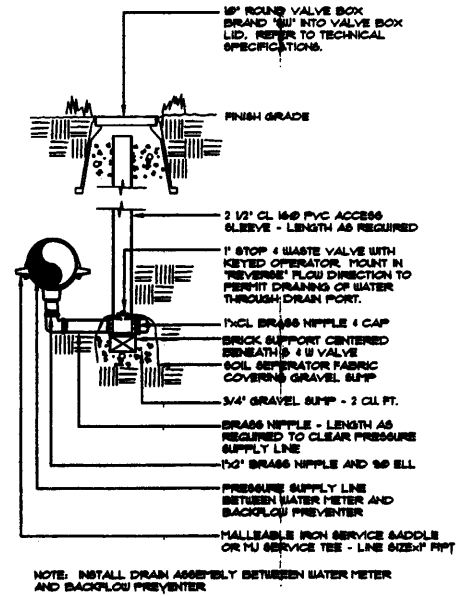 10" ROUND VALVE BOX
BRAND "SW" INTO VALVE BOX
LID. REFER TO TECHNICAL
SPECIFICATIONS.
FINISH GRADE
2 1/2" CL 160 PVC ACCESS
SLEEVE - LENGTH AS REQUIRED
1" STOP & WASTE VALVE WITH
KEYED OPERATOR. MOUNT IN
"REVERSE" FLOW DIRECTION TO
PERMIT DRAINING OF WATER
THROUGH DRAIN PORT.
1"xCL BRASS NIPPLE & CAP
BRICK SUPPORT CENTERED
BENEATH S & W VALVE
SOIL SEPERATOR FABRIC
COVERING GRAVEL SUMP
3/4" GRAVEL SUMP - 2 CU. FT.
BRASS NIPPLE - LENGTH AS
REQUIRED TO CLEAR PRESSURE
SUPPLY LINE
1"x2" BRASS NIPPLE AND 90 ELL
PRESSURE SUPPLY LINE
BETWEEN WATER METER AND
BACKFLOW PREVENTER
MALLEABLE IRON SERVICE SADDLE
OR MJ SERVICE TEE - LINE SIZEx1" FIPT
NOTE: INSTALL DRAIN ASSEMBLY BETWEEN WATER METER
AND BACKFLOW PREVENTER